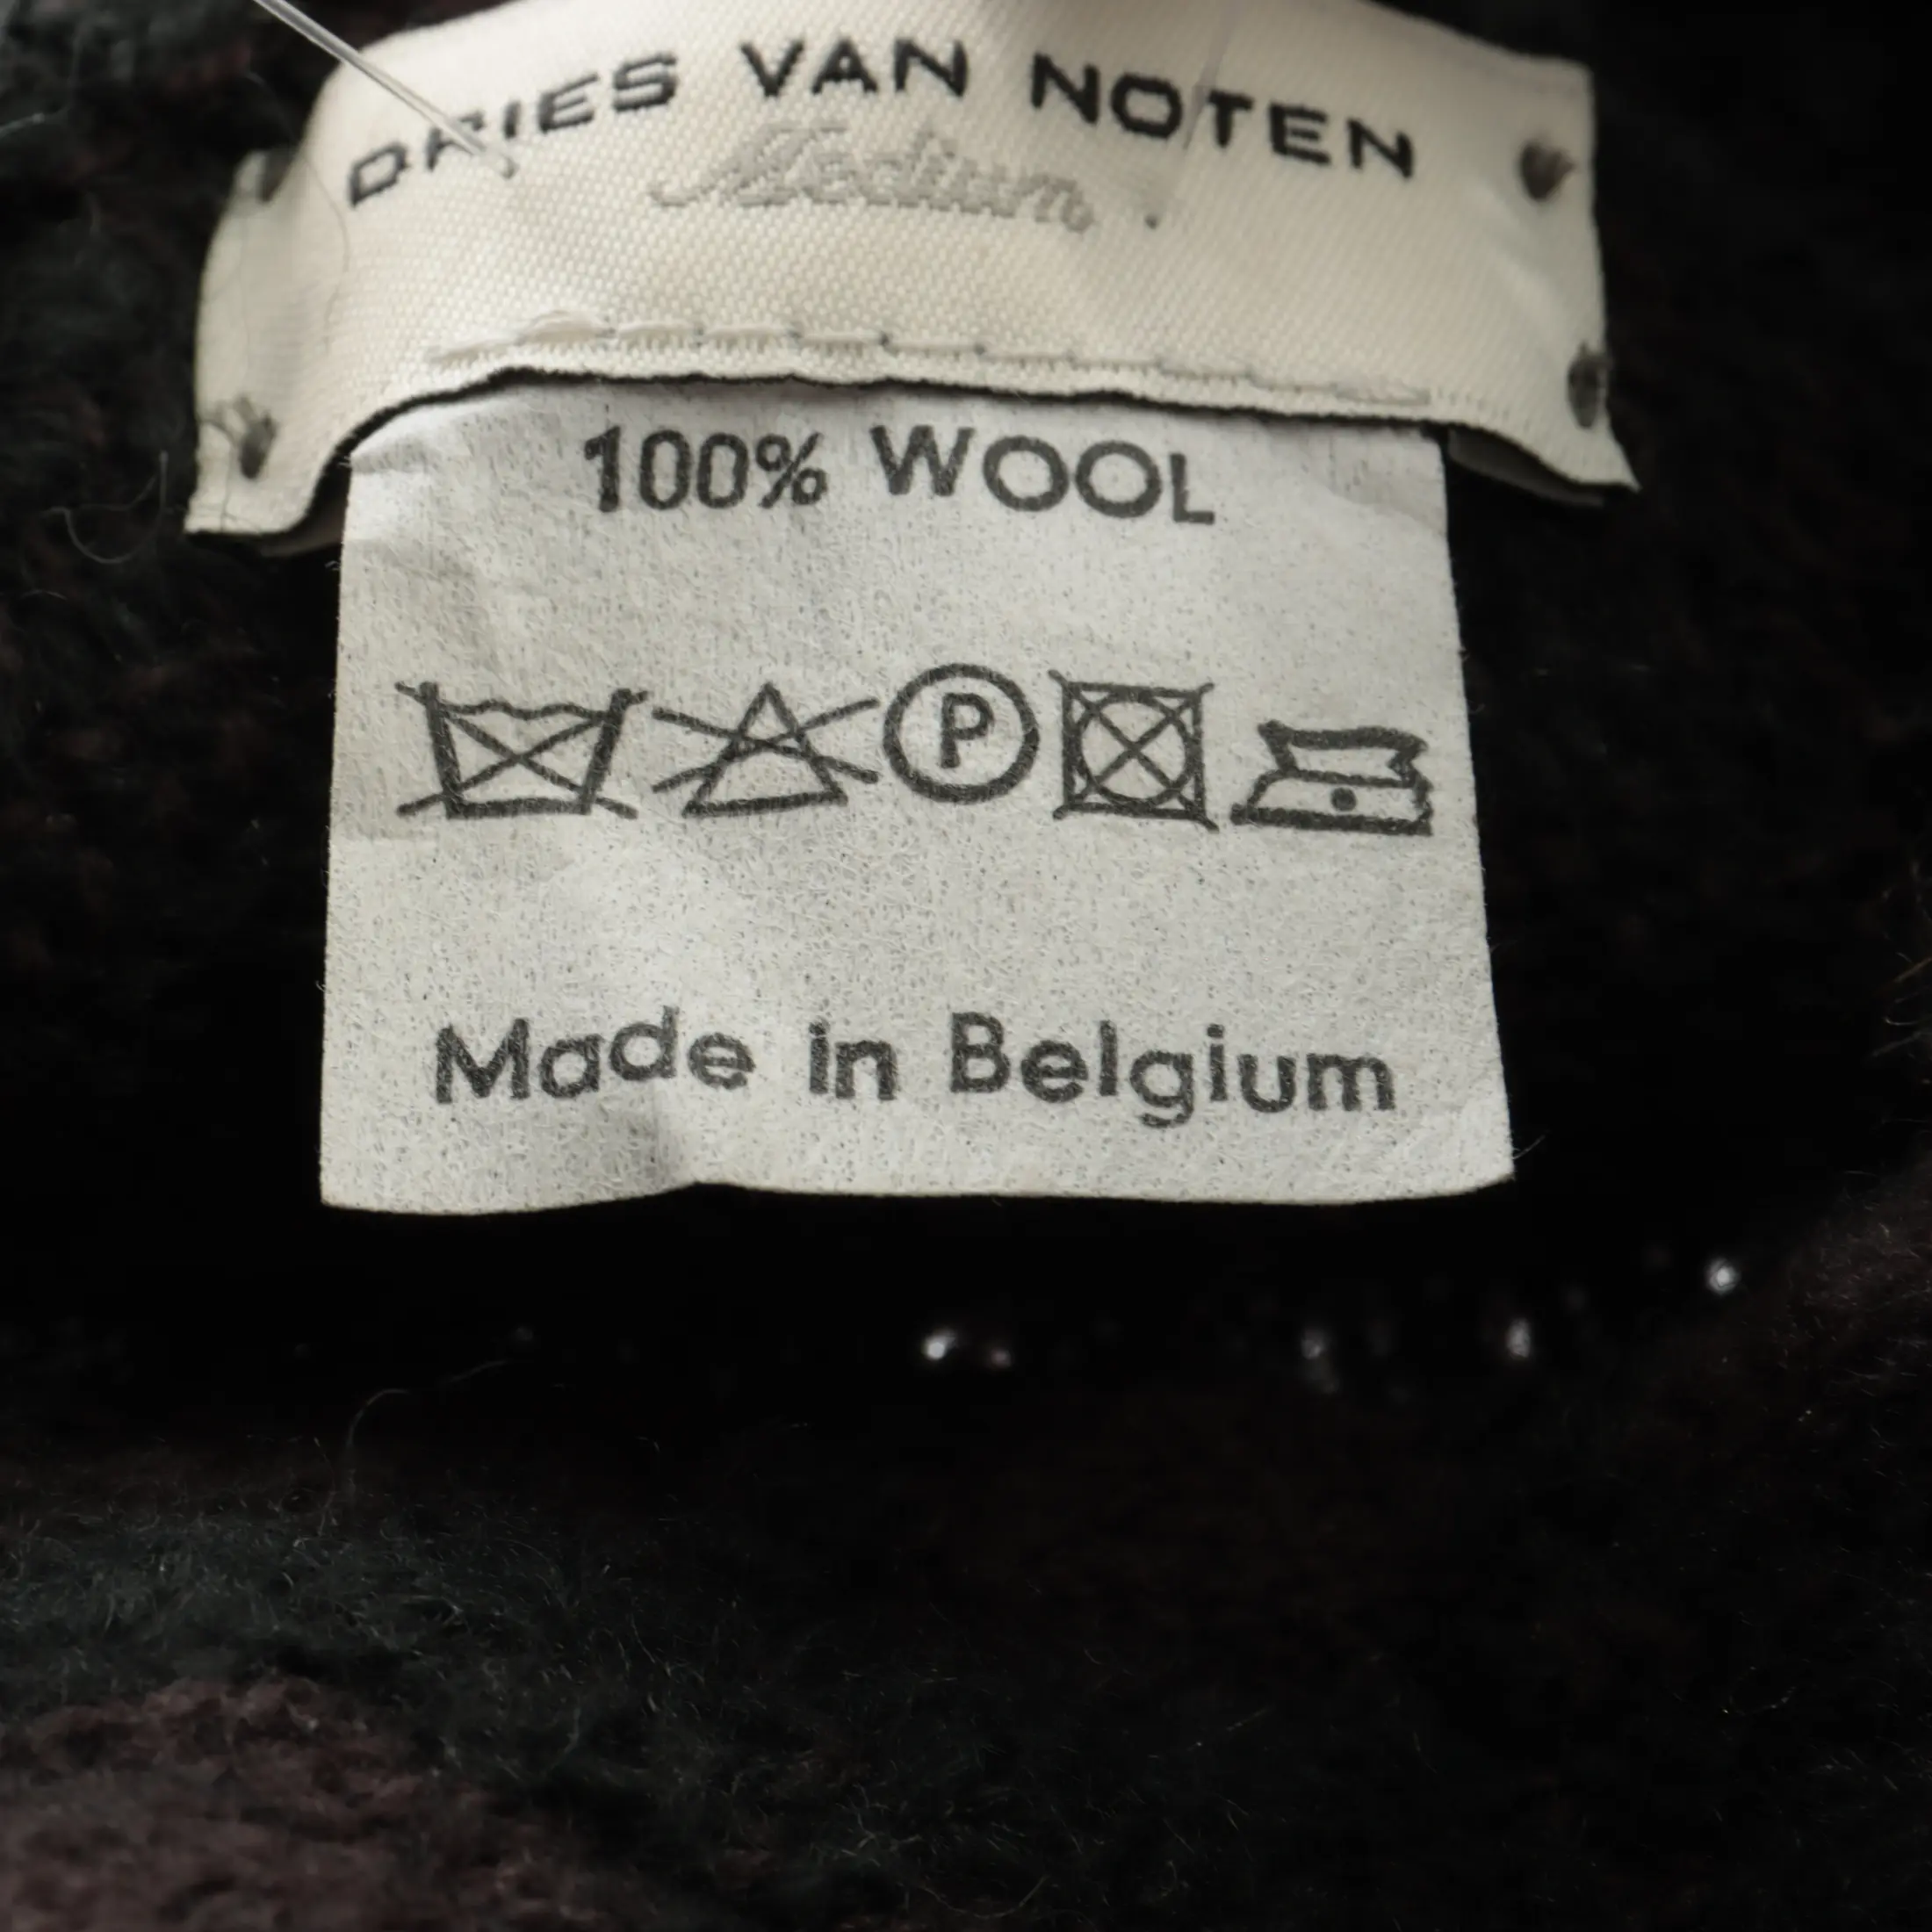 DRIES VAN NOTEN
Medium
100% WOOL
P
Made in Belgium